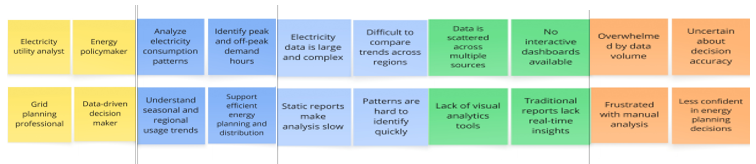 Electricity
utility analyst
Energy
policymaker
Analyze
electricity
consumption
patterns
Identify peak
and off-peak
demand
hours
Electricity
data is large
and complex
Difficult to
compare
trends across
regions
Data is
scattered
across
multiple
sources
No
interactive
dashboards
available
Overwhelme
d by data
volume
Uncertain
about
decision
accuracy
Grid
planning
professional
Data-driven
decision
maker
Understand
seasonal and
regional
usage trends
Support
efficient
energy
planning and
distribution
Static reports
make
analysis slow
Patterns are
hard to
identify
quickly
Lack of visual
analytics
tools
Traditional
reports lack
real-time
insights
Frustrated
with manual
analysis
Less confident
in energy
planning
decisions